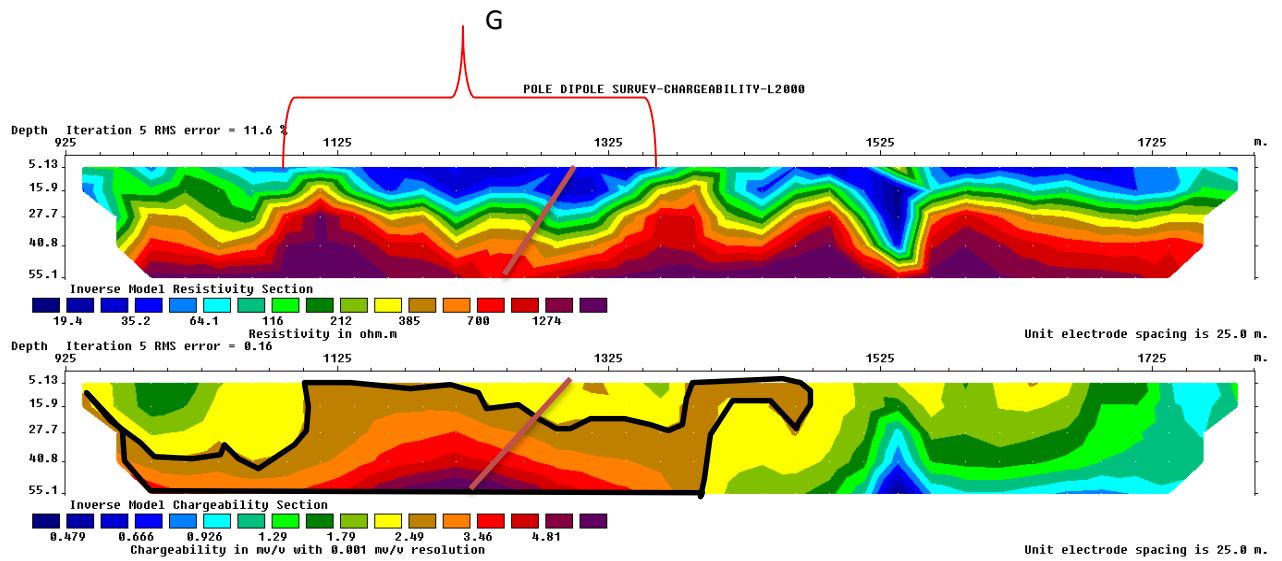 G
POLE DIPOLE SURVEY-CHARGEABILITY-L2000
Depth Iteration 5 RMS error = 11.6 %
925 1125 1325 1525 1725 m.
5.13
15.9
27.7
40.8
55.1
Inverse Model Resistivity Section
19.4 35.2 64.1 116 212 385 700 1274
Resistivity in ohm.m
Unit electrode spacing is 25.0 m.
Depth Iteration 5 RMS error = 0.16
925 1125 1325 1525 1725 m.
5.13
15.9
27.7
40.8
55.1
Inverse Model Chargeability Section
0.479 0.666 0.926 1.29 1.79 2.49 3.46 4.81
Chargeability in mv/v with 0.001 mv/v resolution
Unit electrode spacing is 25.0 m.